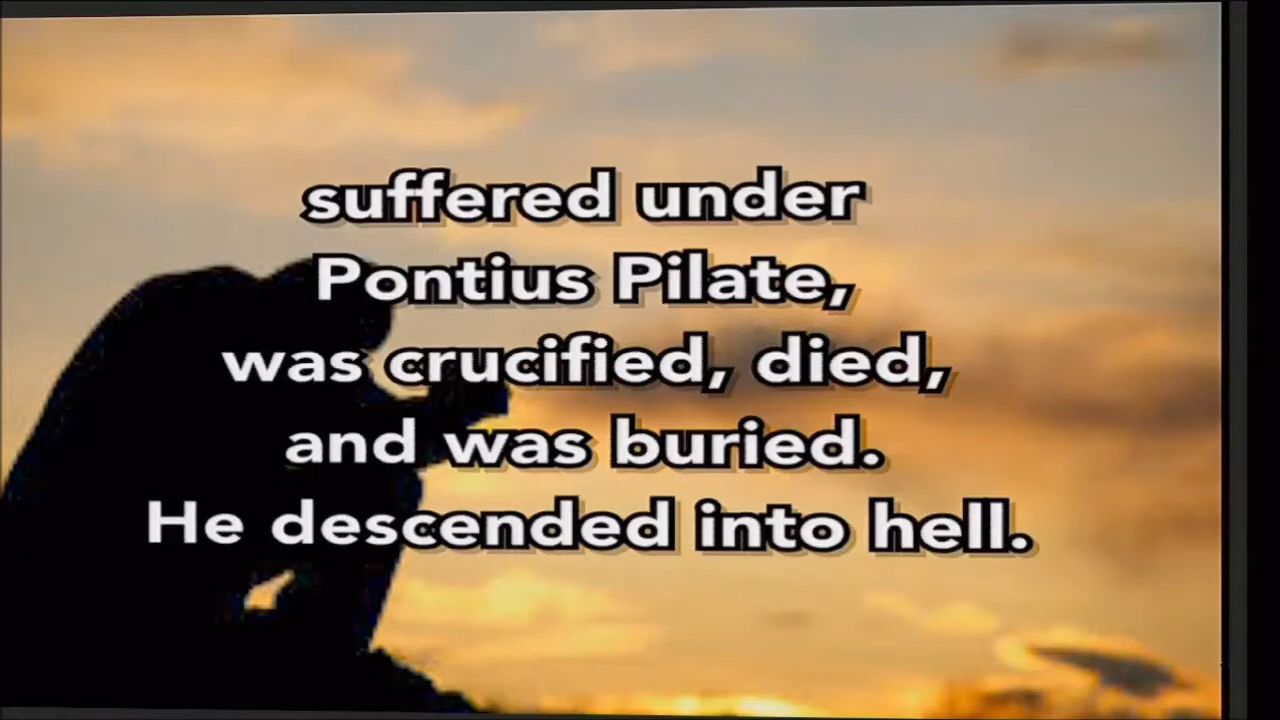 suffered under
Pontius Pilate,
was crucified, died,
and was buried.
He descended into hell.